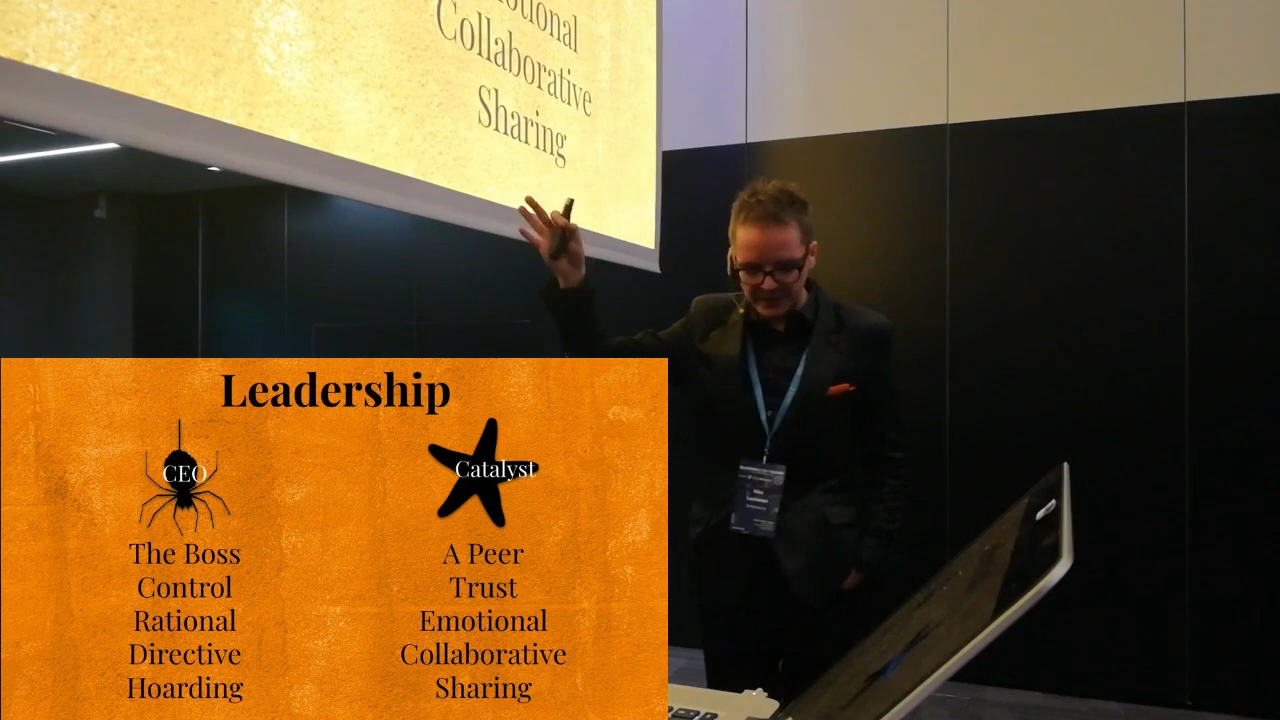 Collaborative
Sharing
Leadership
CEO
Catalyst
The Boss
Control
Rational
Directive
Hoarding
A Peer
Trust
Emotional
Collaborative
Sharing